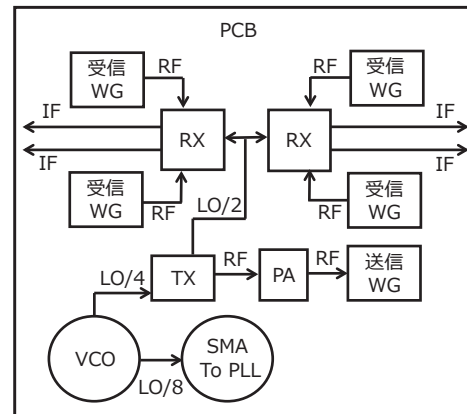 PCB
受信
WG
RF
RF
受信
WG
IF
IF
RX
RX
IF
IF
受信
WG
RF
LO/2
RF
受信
WG
LO/4
TX
RF
PA
RF
送信
WG
VCO
LO/8
SMA
To PLL